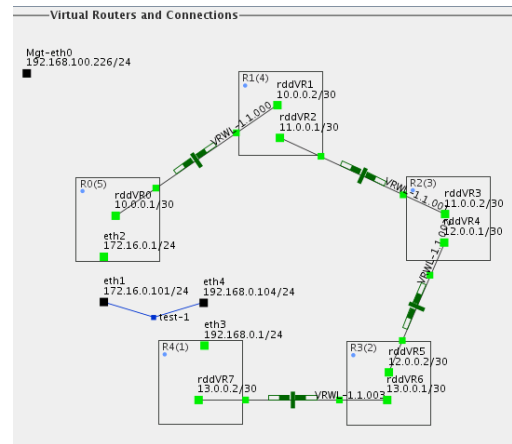 Virtual Routers and Connections
Mgt-eth0
192.168.100.226/24
R1(4)
rddVR1
10.0.0.2/30
rddVR2
11.0.0.1/30
VRWL-1.1.000
R0(5)
rddVR0
10.0.0.1/30
eth2
172.16.0.1/24
R2(3)
rddVR3
11.0.0.2/30
rddVR4
12.0.0.1/30
eth1
172.16.0.101/24
eth4
192.168.0.104/24
test-1
eth3
192.168.0.1/24
R4(1)
rddVR7
13.0.0.2/30
R3(2)
rddVR5
12.0.0.2/30
rddVR6
13.0.0.1/30
VRWL-1.1.003